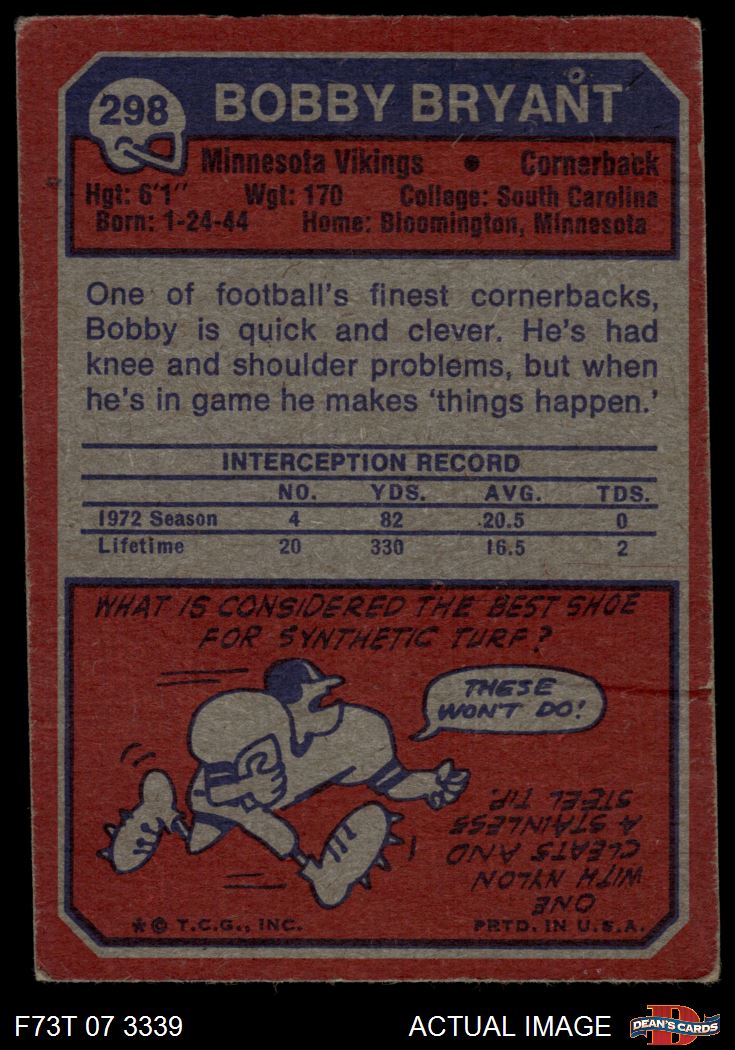 298
BOBBY BRYANT
Minnesota Vikings • Cornerback
Hgt: 6'1" Wgt: 170 College: South Carolina
Born: 1-24-44 Home: Bloomington, Minnesota
One of football's finest cornerbacks,
Bobby is quick and clever. He's had
knee and shoulder problems, but when
he's in game he makes 'things happen.'
INTERCEPTION RECORD
NO. YDS. AVG. TDS.
1972 Season 4 82 20.5 0
Lifetime 20 330 16.5 2
WHAT IS CONSIDERED THE BEST SHOE
FOR SYNTHETIC TURF?
THESE
WON'T DO!
ONE
WITH NYLON
CLEATS AND
A STAINLESS
STEEL TIP.
* © T.C.G., INC. PRTD. IN U.S.A.
F73T 07 3339 ACTUAL IMAGE
D
DEAN'S CARDS